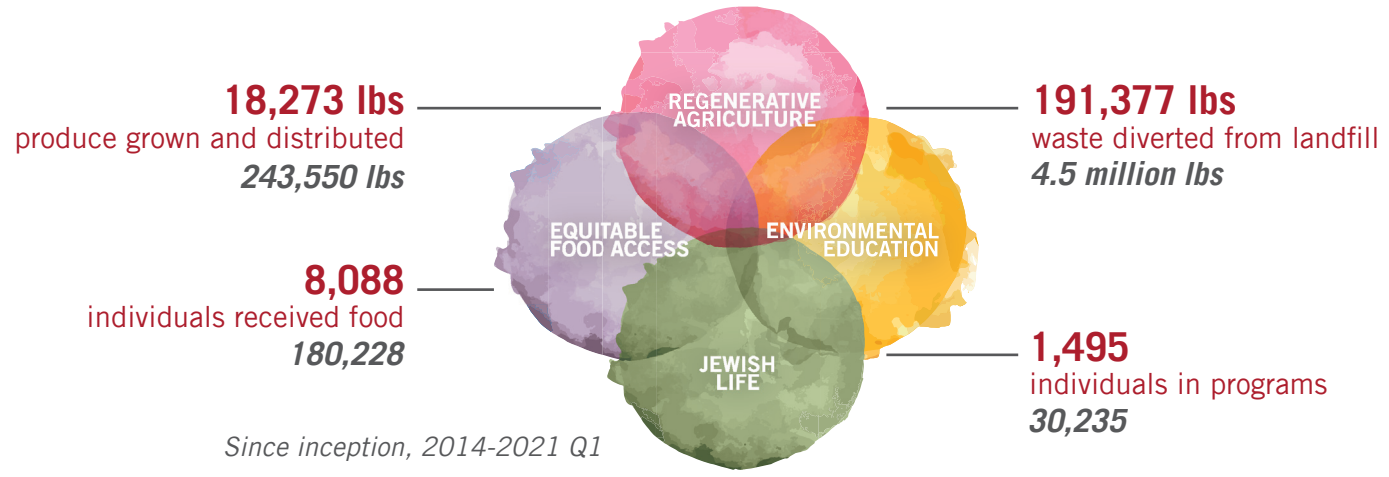 18,273 lbs
produce grown and distributed
243,550 lbs
8,088
individuals received food
180,228
REGENERATIVE
AGRICULTURE
EQUITABLE
FOOD ACCESS
ENVIRONMENTAL
EDUCATION
JEWISH
LIFE
191,377 lbs
waste diverted from landfill
4.5 million lbs
1,495
individuals in programs
30,235
Since inception, 2014-2021 Q1